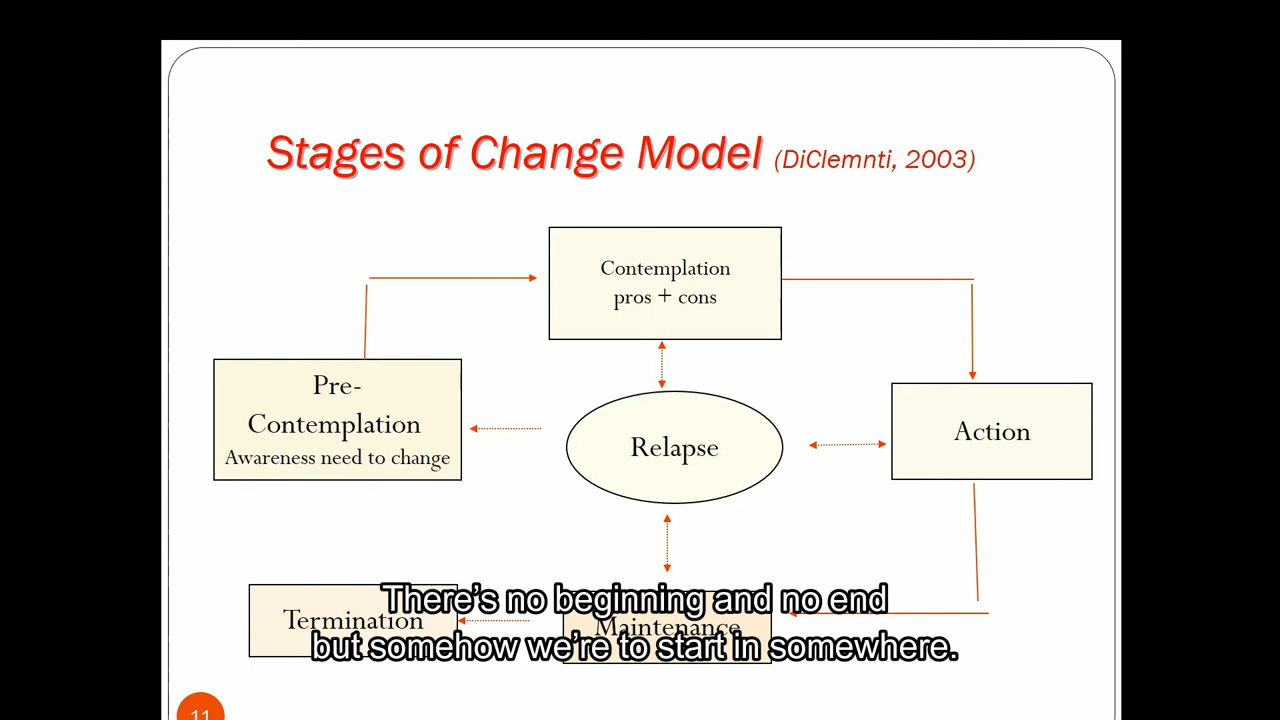 Stages of Change Model (DiClemnti, 2003)
Contemplation
pros + cons
Pre-
Contemplation
Awareness need to change
Relapse
Action
Termination
Maintenance
There's no beginning and no end
but somehow we're to start in somewhere.
11